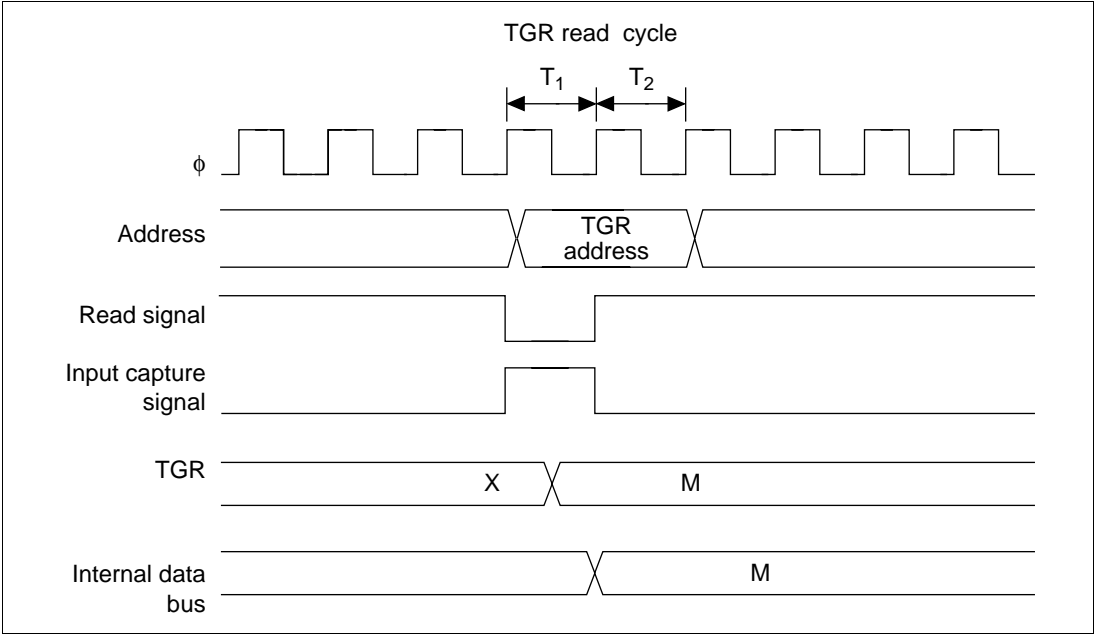 TGR read cycle
T1 T2
ϕ
Address
TGR
address
Read signal
Input capture
signal
TGR
X M
Internal data
bus
M